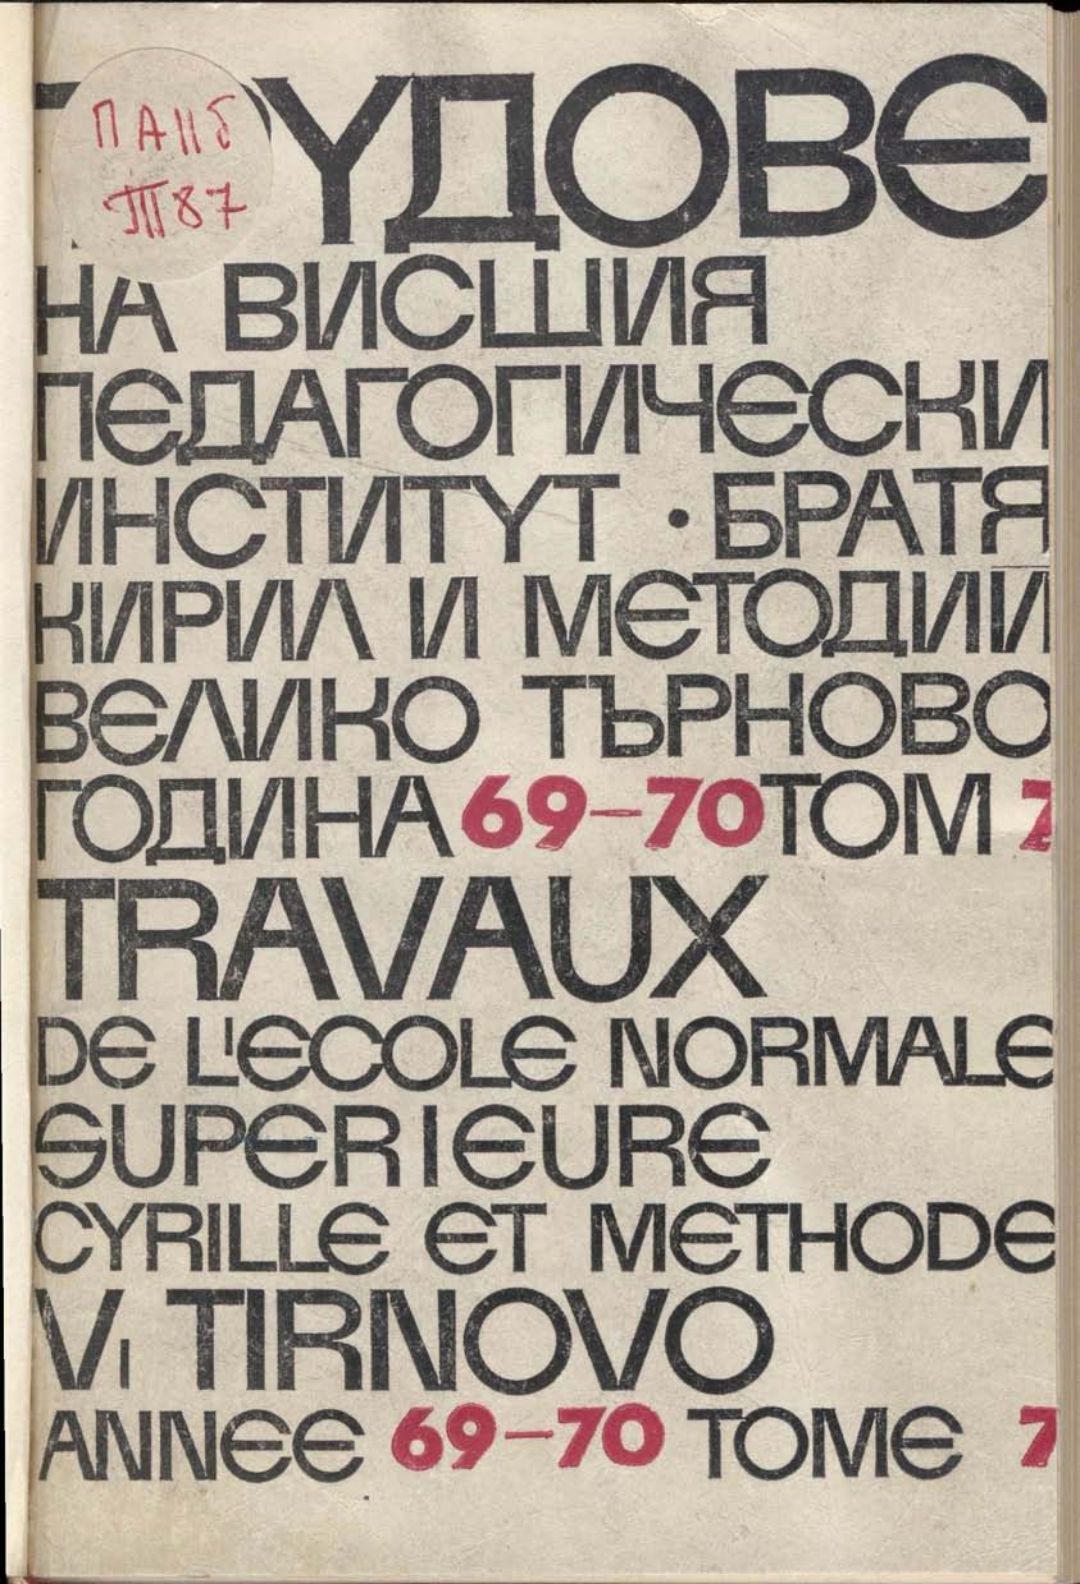 ПАНБ
Т87
ТРУДОВЕ
НА ВИСШИЯ
ПЕДАГОГИЧЕСКИ
ИНСТИТУТ · БРАТЯ
КИРИЛ И МЕТОДИЙ
ВЕЛИКО ТЪРНОВО
ГОДИНА 69–70 ТОМ 7
TRAVAUX
DE L'ECOLE NORMALE
SUPERIEURE
CYRILLE ET METHODE
V, TIRNOVO
ANNEE 69–70 TOME 7